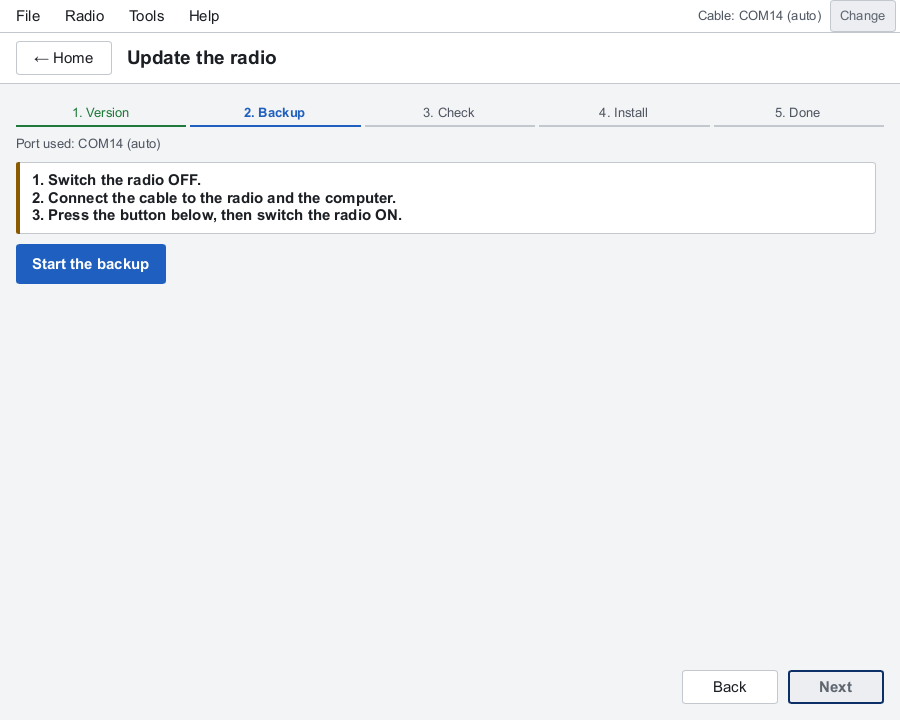 File Radio Tools Help Cable: COM14 (auto) Change
← Home Update the radio
1. Version 2. Backup 3. Check 4. Install 5. Done
Port used: COM14 (auto)
1. Switch the radio OFF.
2. Connect the cable to the radio and the computer.
3. Press the button below, then switch the radio ON.
Start the backup
Back Next